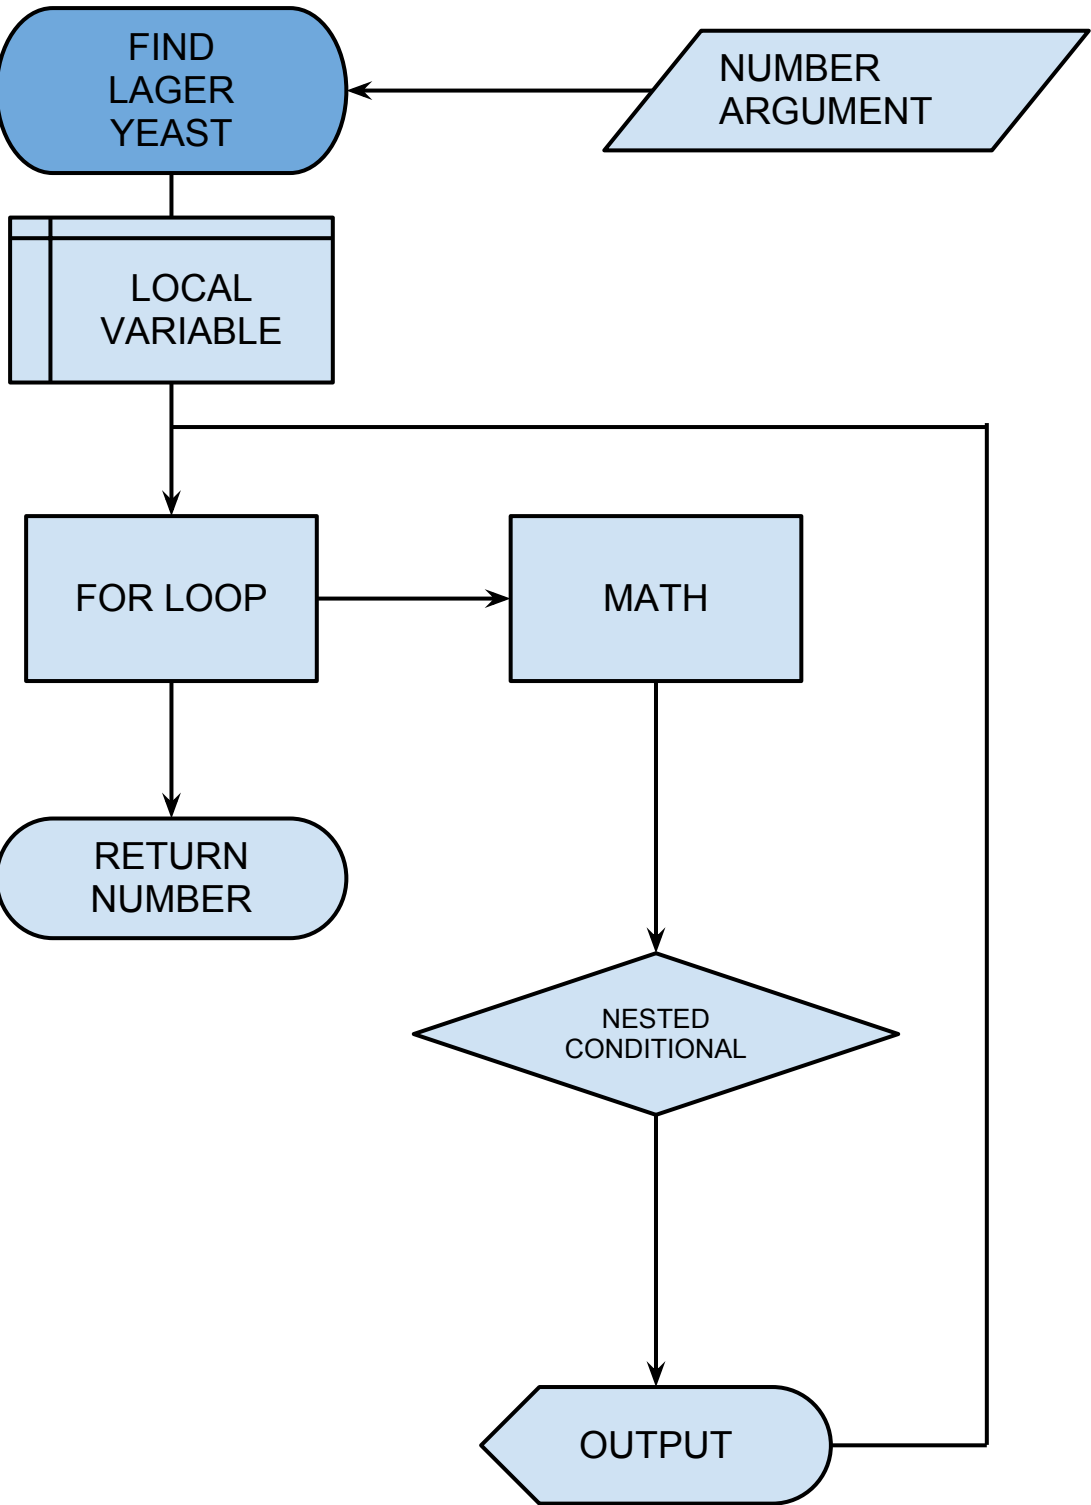 FIND
LAGER
YEAST
NUMBER
ARGUMENT
LOCAL
VARIABLE
FOR LOOP
MATH
RETURN
NUMBER
NESTED
CONDITIONAL
OUTPUT